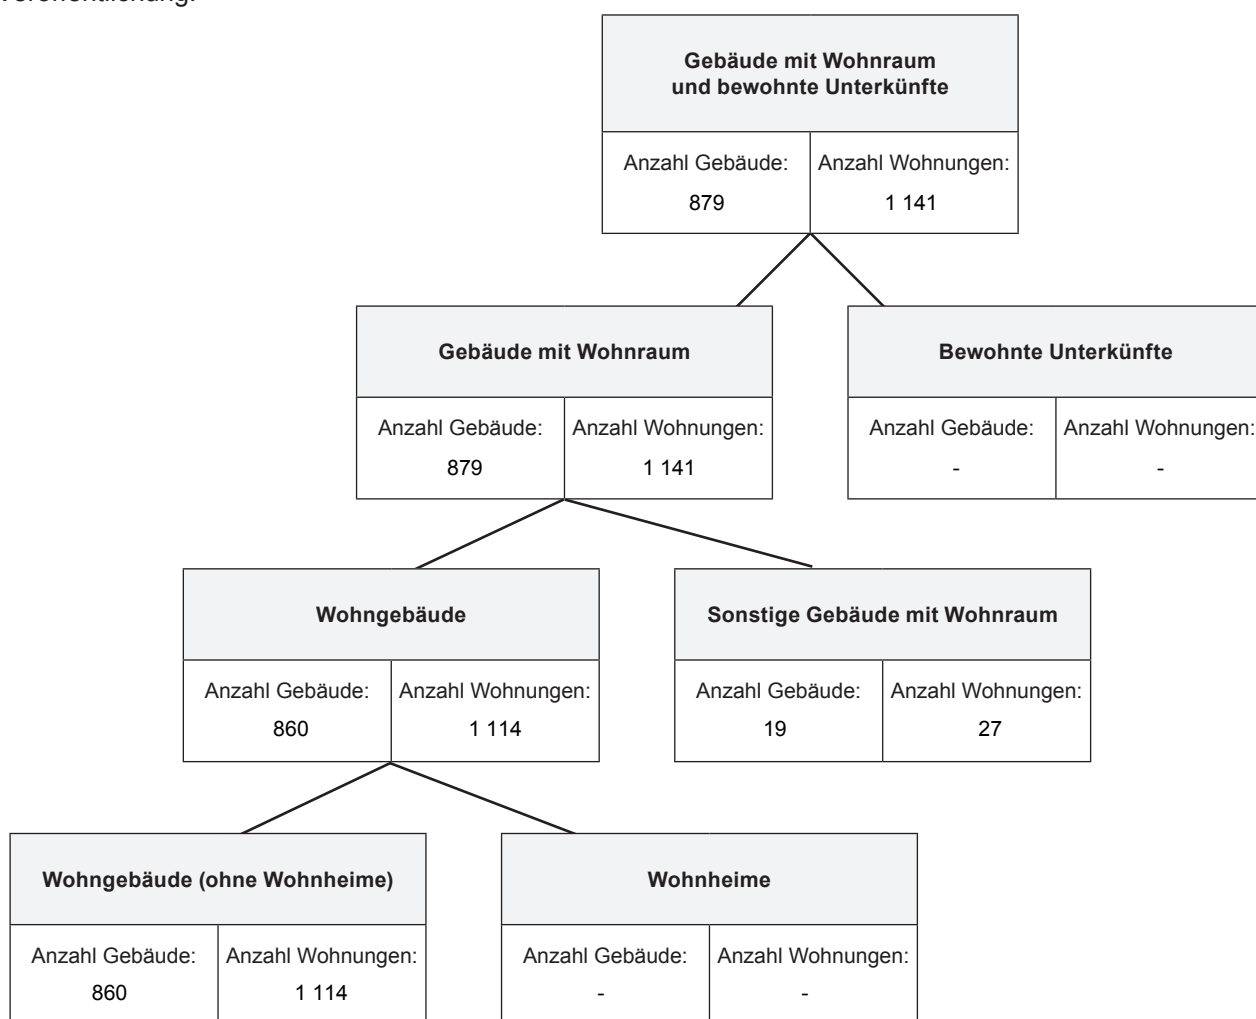 Veröffentlichung.
Gebäude mit Wohnraum
und bewohnte Unterkünfte
Anzahl Gebäude: Anzahl Wohnungen:
879 1 141
Gebäude mit Wohnraum Bewohnte Unterkünfte
Anzahl Gebäude: Anzahl Wohnungen: Anzahl Gebäude: Anzahl Wohnungen:
879 1 141 - -
Wohngebäude Sonstige Gebäude mit Wohnraum
Anzahl Gebäude: Anzahl Wohnungen: Anzahl Gebäude: Anzahl Wohnungen:
860 1 114 19 27
Wohngebäude (ohne Wohnheime) Wohnheime
Anzahl Gebäude: Anzahl Wohnungen: Anzahl Gebäude: Anzahl Wohnungen:
860 1 114 - -